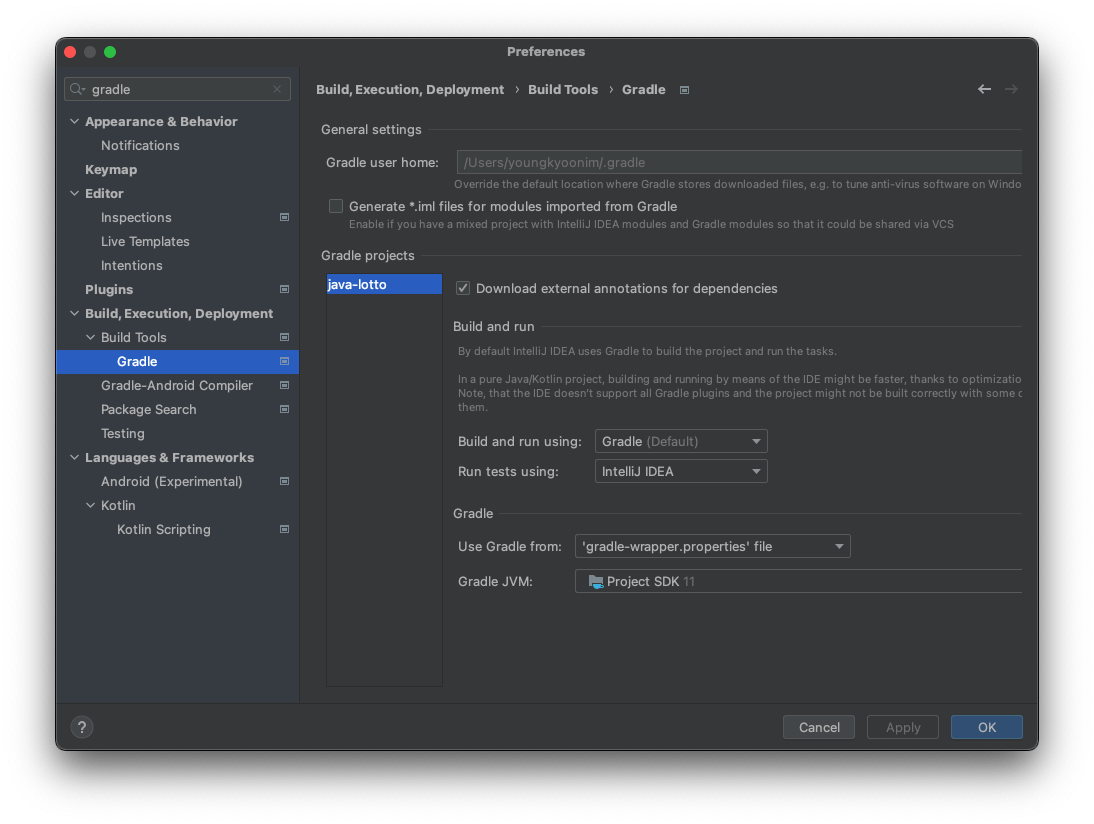 Preferences
gradle
Appearance & Behavior
Notifications
Keymap
Editor
Inspections
Live Templates
Intentions
Plugins
Build, Execution, Deployment
Build Tools
Gradle
Gradle-Android Compiler
Package Search
Testing
Languages & Frameworks
Android (Experimental)
Kotlin
Kotlin Scripting
Build, Execution, Deployment › Build Tools › Gradle
General settings
Gradle user home: /Users/youngkyoonim/.gradle
Override the default location where Gradle stores downloaded files, e.g. to tune anti-virus software on Windo
Generate *.iml files for modules imported from Gradle
Enable if you have a mixed project with IntelliJ IDEA modules and Gradle modules so that it could be shared via VCS
Gradle projects
java-lotto
Download external annotations for dependencies
Build and run
By default IntelliJ IDEA uses Gradle to build the project and run the tasks.
In a pure Java/Kotlin project, building and running by means of the IDE might be faster, thanks to optimizatio
Note, that the IDE doesn't support all Gradle plugins and the project might not be built correctly with some o
them.
Build and run using: Gradle (Default)
Run tests using: IntelliJ IDEA
Gradle
Use Gradle from: 'gradle-wrapper.properties' file
Gradle JVM: Project SDK 11
? Cancel Apply OK